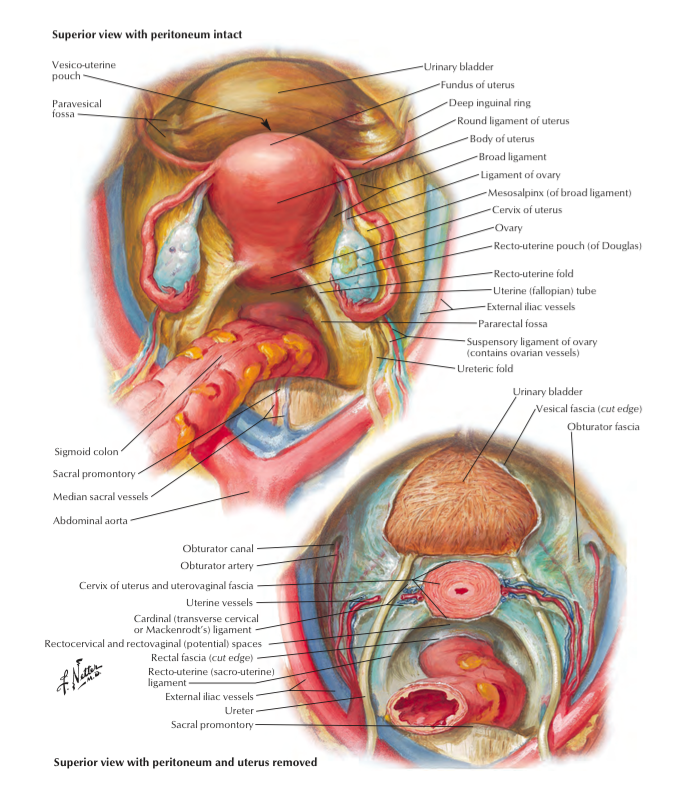 Superior view with peritoneum intact
Vesico-uterine
pouch
Paravesical
fossa
Urinary bladder
Fundus of uterus
Deep inguinal ring
Round ligament of uterus
Body of uterus
Broad ligament
Ligament of ovary
Mesosalpinx (of broad ligament)
Cervix of uterus
Ovary
Recto-uterine pouch (of Douglas)
Recto-uterine fold
Uterine (fallopian) tube
External iliac vessels
Pararectal fossa
Suspensory ligament of ovary
(contains ovarian vessels)
Ureteric fold
Sigmoid colon
Sacral promontory
Median sacral vessels
Abdominal aorta
Urinary bladder
Vesical fascia (cut edge)
Obturator fascia
Obturator canal
Obturator artery
Cervix of uterus and uterovaginal fascia
Uterine vessels
Cardinal (transverse cervical
or Mackenrodt's) ligament
Rectocervical and rectovaginal (potential) spaces
Rectal fascia (cut edge)
Recto-uterine (sacro-uterine)
ligament
External iliac vessels
Ureter
Sacral promontory
F. Netter
M.D.
Superior view with peritoneum and uterus removed